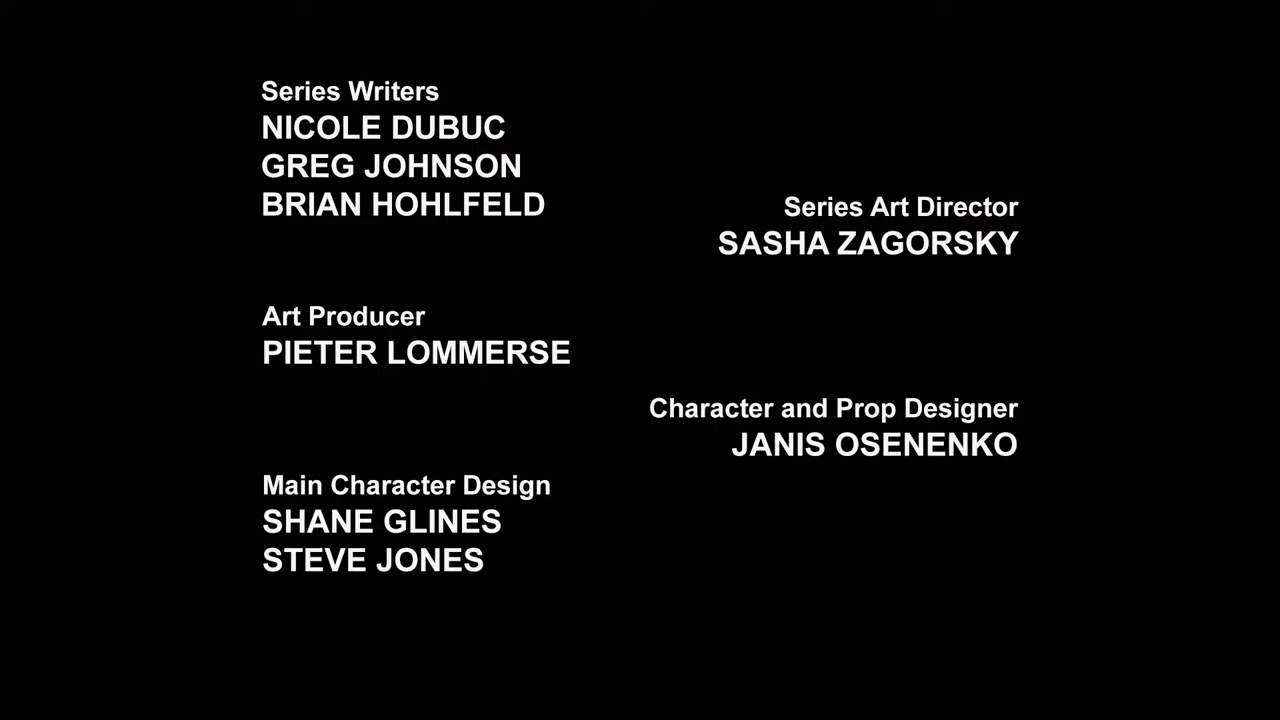 Series Writers
NICOLE DUBUC
GREG JOHNSON
BRIAN HOHLFELD
Series Art Director
SASHA ZAGORSKY
Art Producer
PIETER LOMMERSE
Character and Prop Designer
JANIS OSENENKO
Main Character Design
SHANE GLINES
STEVE JONES